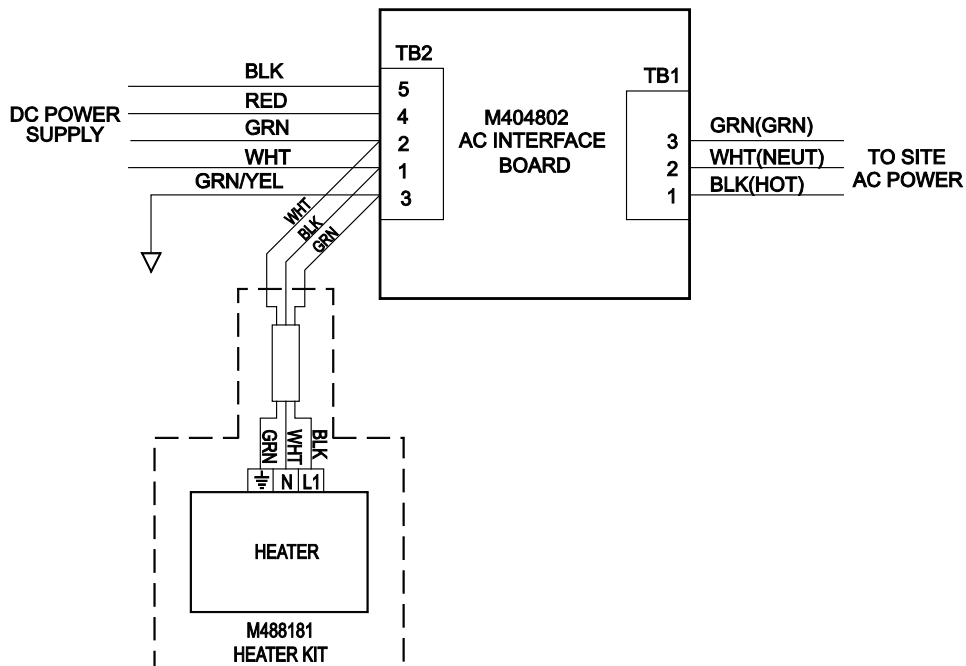 TB2
BLK
5
RED
4
DC POWER
SUPPLY
GRN
2
WHT
1
GRN/YEL
3
M404802
AC INTERFACE
BOARD
TB1
3
GRN(GRN)
2
WHT(NEUT)
1
BLK(HOT)
TO SITE
AC POWER
WHT
BLK
GRN
GRN
WHT
BLK
N
L1
HEATER
M488181
HEATER KIT